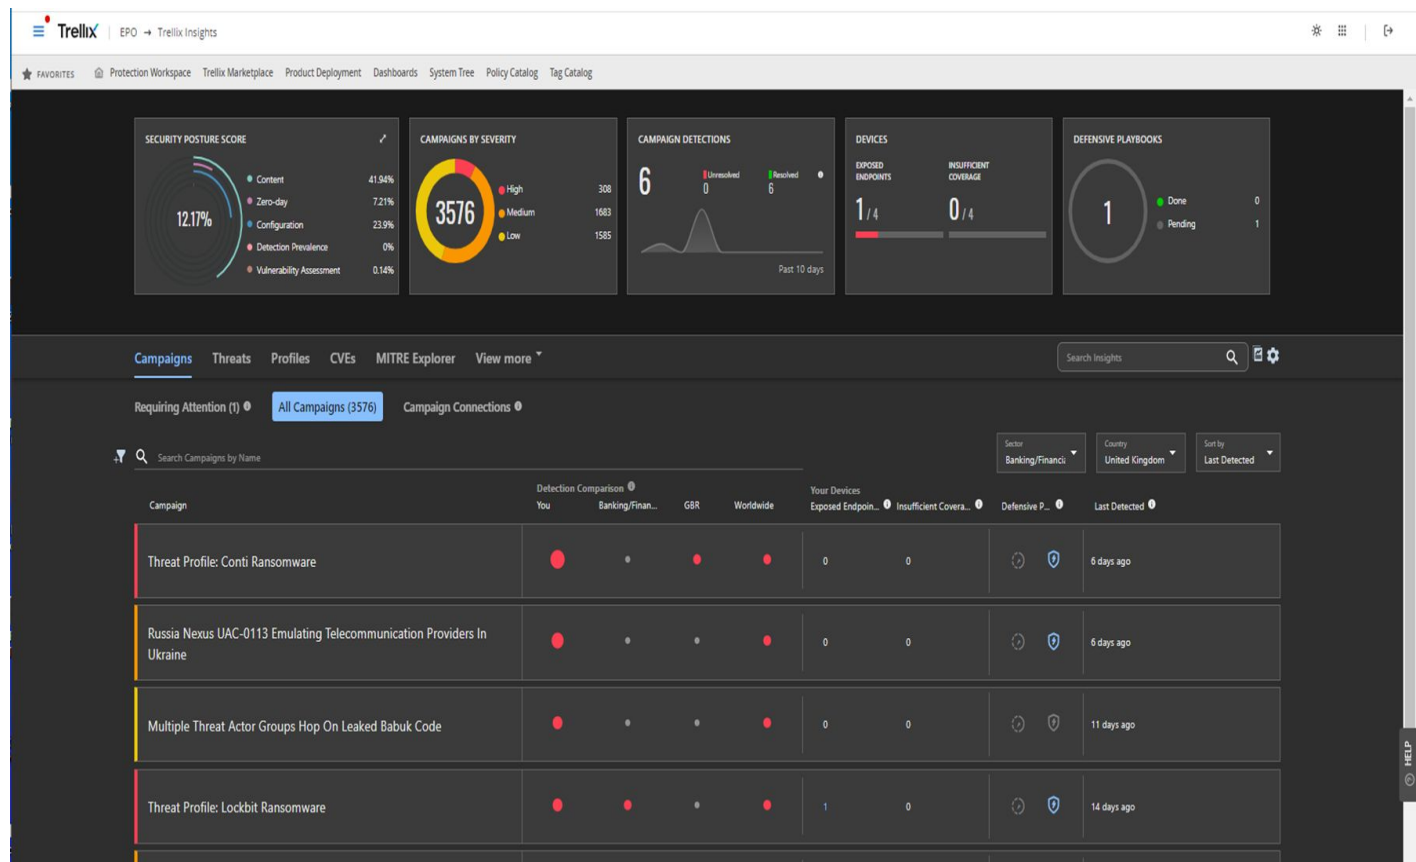 Trellix EPO → Trellix Insights
FAVORITES Protection Workspace Trellix Marketplace Product Deployment Dashboards System Tree Policy Catalog Tag Catalog
SECURITY POSTURE SCORE
12.17%
Content 41.94%
Zero-day 7.21%
Configuration 23.9%
Detection Prevalence 0%
Vulnerability Assessment 0.14%
CAMPAIGNS BY SEVERITY
3576
High 308
Medium 1683
Low 1585
CAMPAIGN DETECTIONS
6
Unresolved Resolved
0 6
Past 10 days
DEVICES
EXPOSED
ENDPOINTS
1 / 4
INSUFFICIENT
COVERAGE
0 / 4
DEFENSIVE PLAYBOOKS
1
Done 0
Pending 1
Campaigns Threats Profiles CVEs MITRE Explorer View more
Search Insights
Requiring Attention (1) All Campaigns (3576) Campaign Connections
Search Campaigns by Name
Sector
Banking/Financi
Country
United Kingdom
Sort by
Last Detected
Detection Comparison Your Devices
Campaign You Banking/Finan... GBR Worldwide Exposed Endpoin... Insufficient Covera... Defensive P... Last Detected
Threat Profile: Conti Ransomware 0 0 6 days ago
Russia Nexus UAC-0113 Emulating Telecommunication Providers In
Ukraine 0 0 6 days ago
Multiple Threat Actor Groups Hop On Leaked Babuk Code 0 0 11 days ago
Threat Profile: Lockbit Ransomware 1 0 14 days ago
HELP